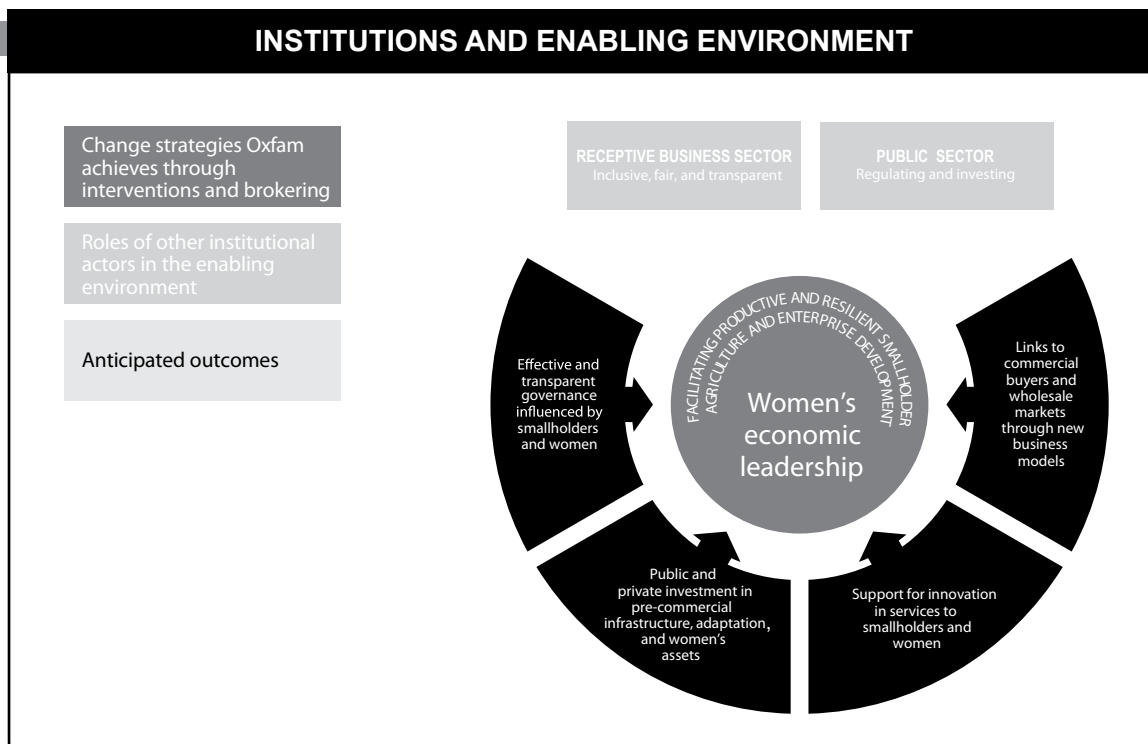 INSTITUTIONS AND ENABLING ENVIRONMENT
Change strategies Oxfam
achieves through
interventions and brokering
Roles of other institutional
actors in the enabling
environment
Anticipated outcomes
RECEPTIVE BUSINESS SECTOR
Inclusive, fair, and transparent
PUBLIC SECTOR
Regulating and investing
FACILITATING PRODUCTIVE AND RESILIENT SMALLHOLDER
AGRICULTURE AND ENTERPRISE DEVELOPMENT
Women's
economic
leadership
Effective and
transparent
governance
influenced by
smallholders
and women
Public and
private investment in
pre-commercial
infrastructure, adaptation,
and women's
assets
Support for innovation
in services to
smallholders and
women
Links to
commercial
buyers and
wholesale
markets
through new
business
models